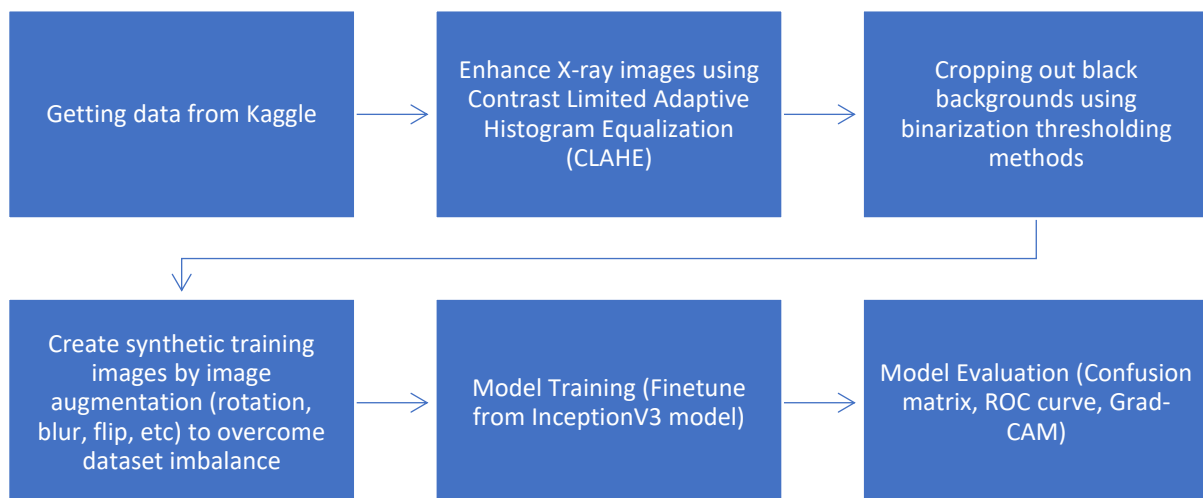 Getting data from Kaggle
Enhance X-ray images using
Contrast Limited Adaptive
Histogram Equalization
(CLAHE)
Cropping out black
backgrounds using
binarization thresholding
methods
Create synthetic training
images by image
augmentation (rotation,
blur, flip, etc) to overcome
dataset imbalance
Model Training (Finetune
from InceptionV3 model)
Model Evaluation (Confusion
matrix, ROC curve, Grad-
CAM)